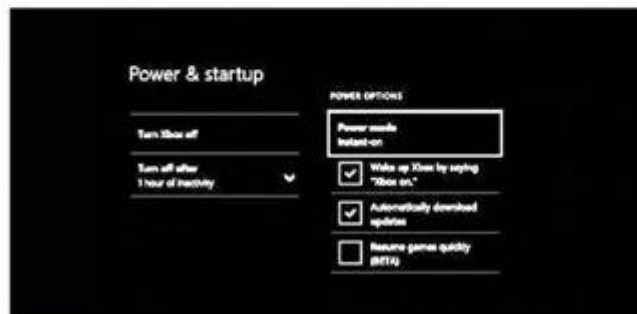 Power & startup
Turn Xbox off
Turn off after
1 hour of inactivity
POWER OPTIONS
Power mode
Instant-on
Wake up Xbox by saying
"Xbox on."
Automatically download
updates
Resume games quickly
(BETA)